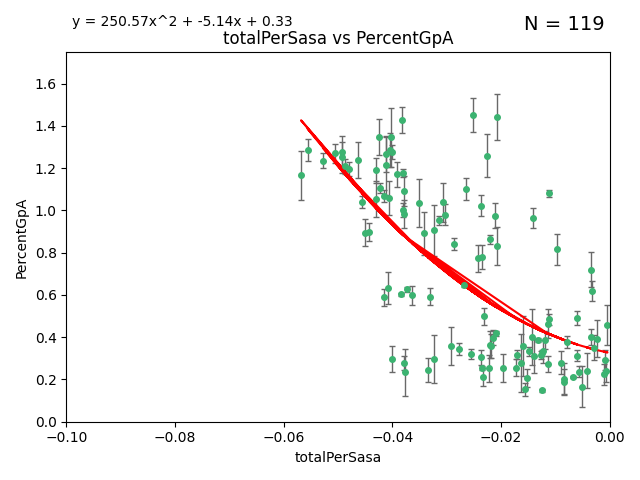 y = 250.57x^2 + -5.14x + 0.33
N = 119
totalPerSasa vs PercentGpA
1.6
1.4
1.2
1.0
0.8
0.6
0.4
0.2
0.0
PercentGpA
−0.10 −0.08 −0.06 −0.04 −0.02 0.00
totalPerSasa